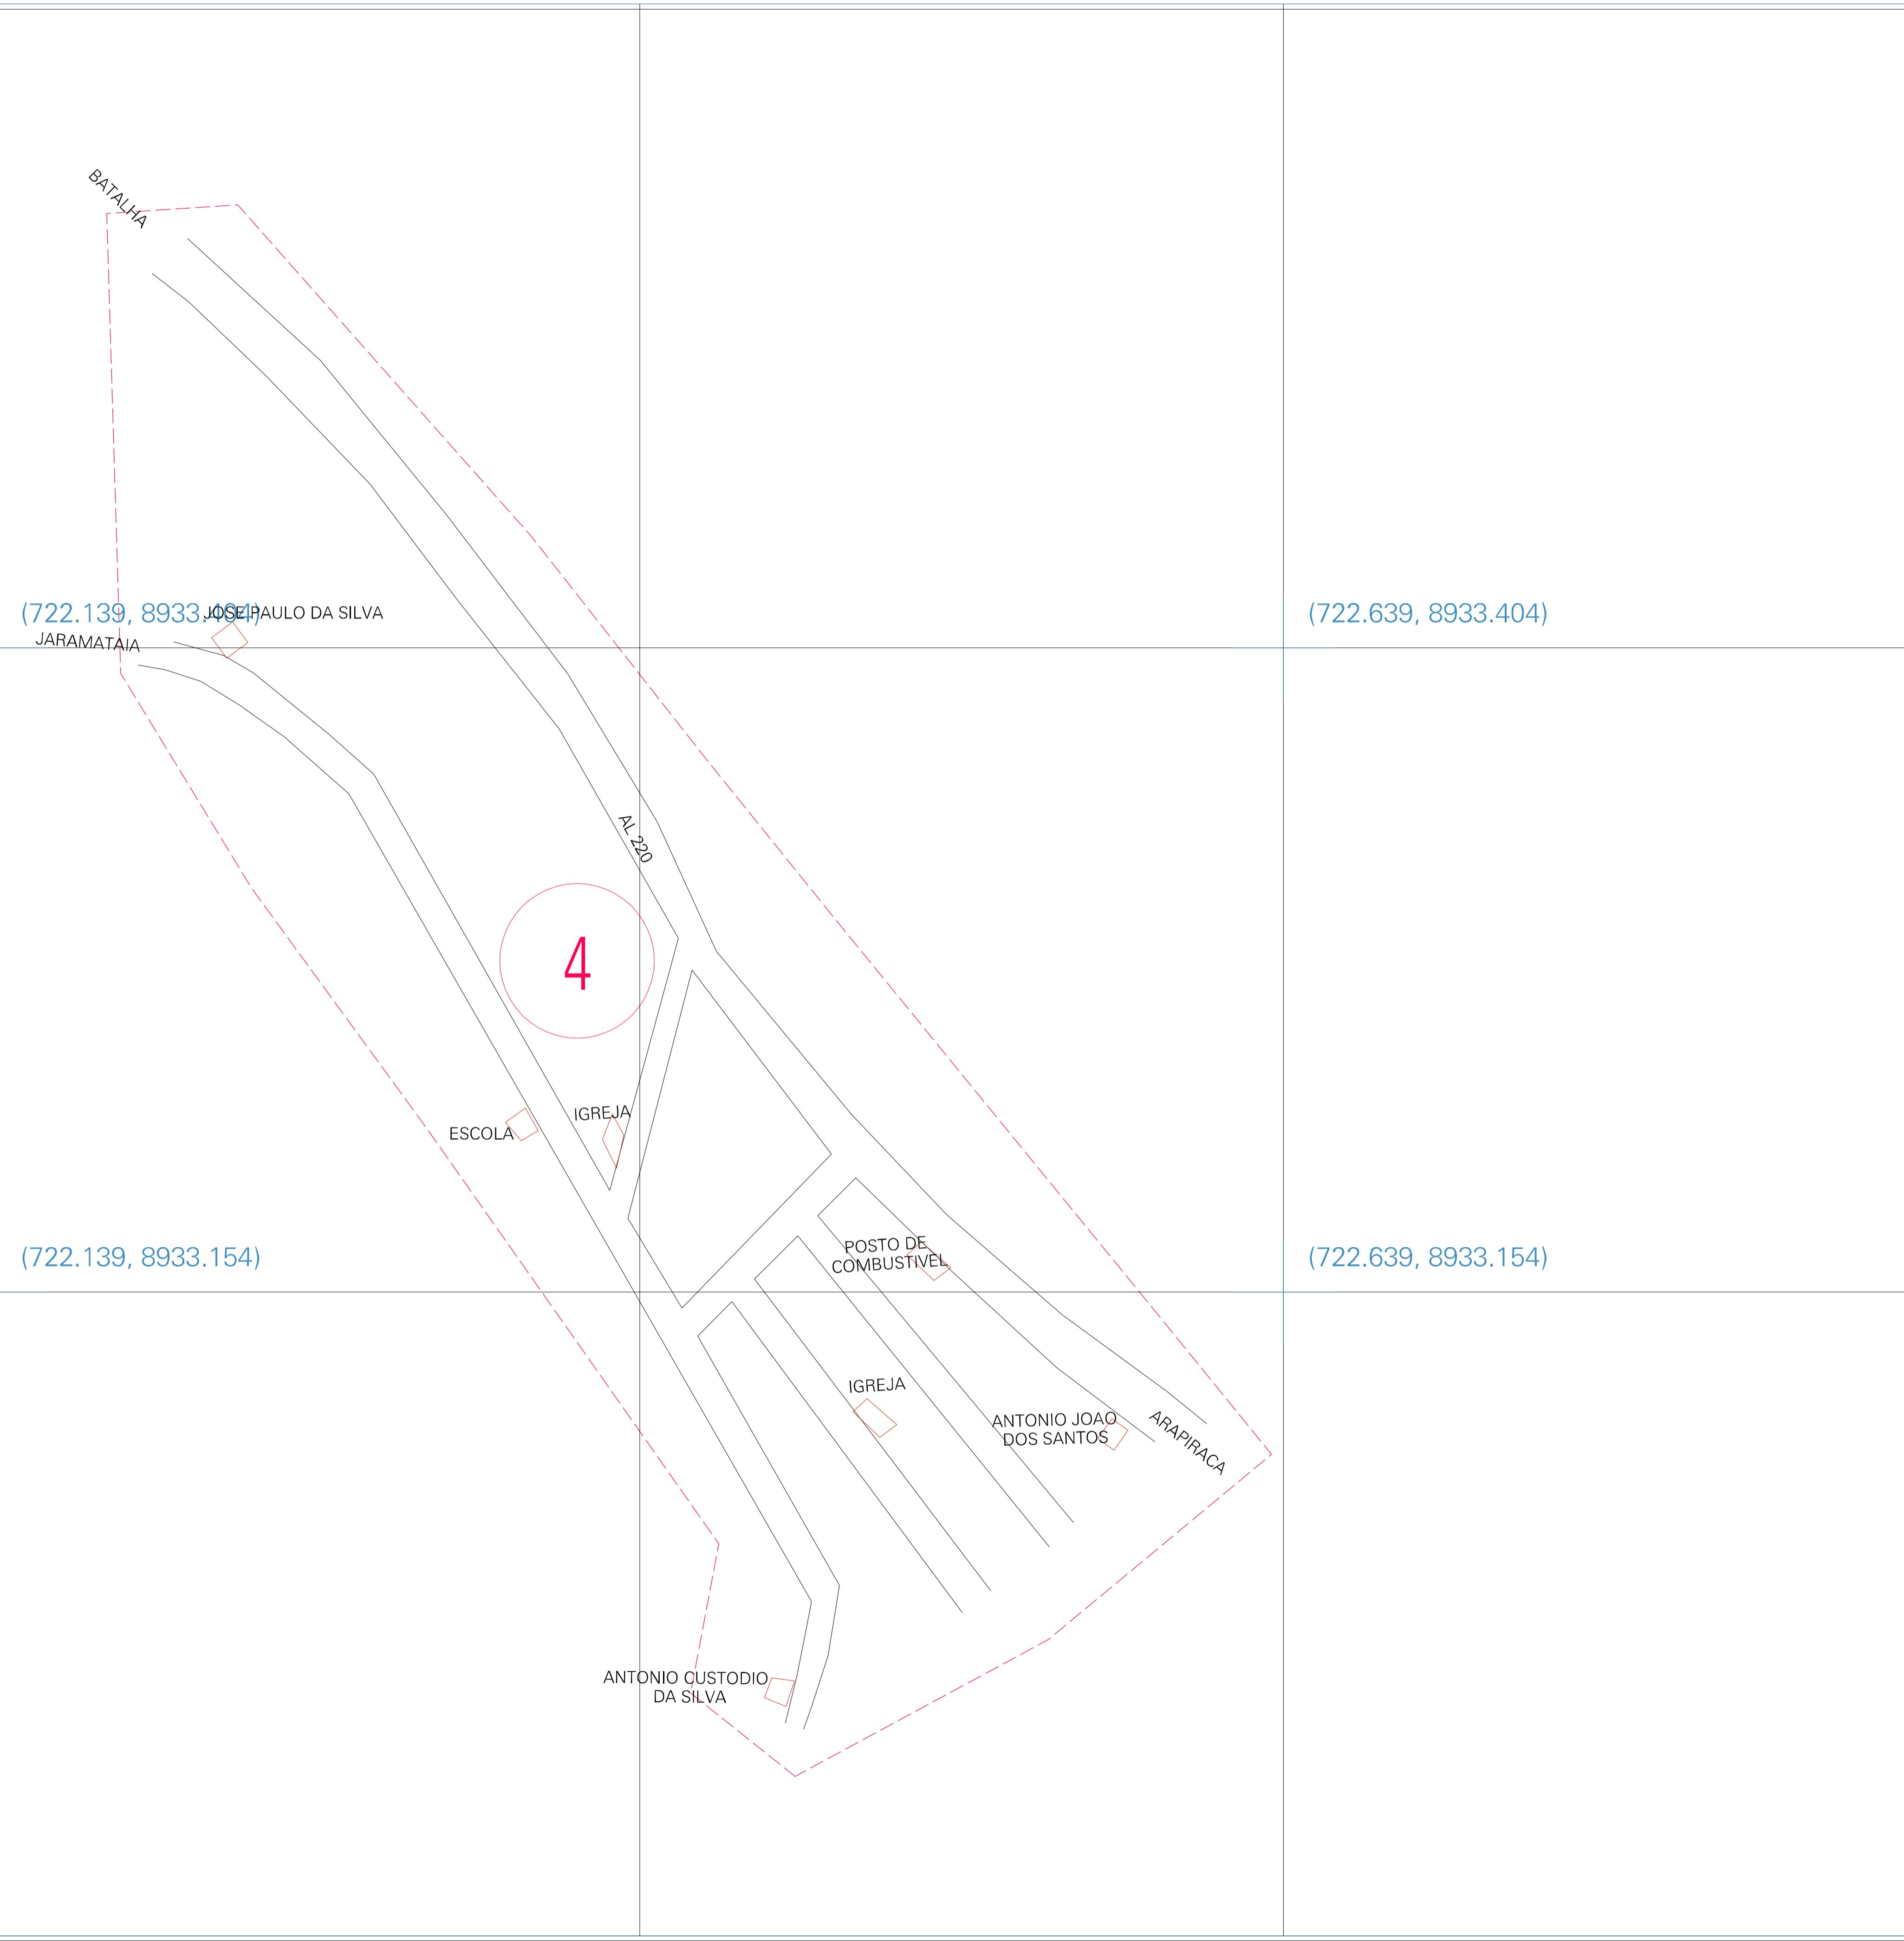 BATALHA
(722.139, 8933.404)
JOSE PAULO DA SILVA
(722.639, 8933.404)
JARAMATAIA
AL 220
4
IGREJA
ESCOLA
POSTO DE
COMBUSTIVEL
(722.139, 8933.154)
(722.639, 8933.154)
IGREJA
ANTONIO JOAO
DOS SANTOS
ARAPIRACA
ANTONIO CUSTODIO
DA SILVA